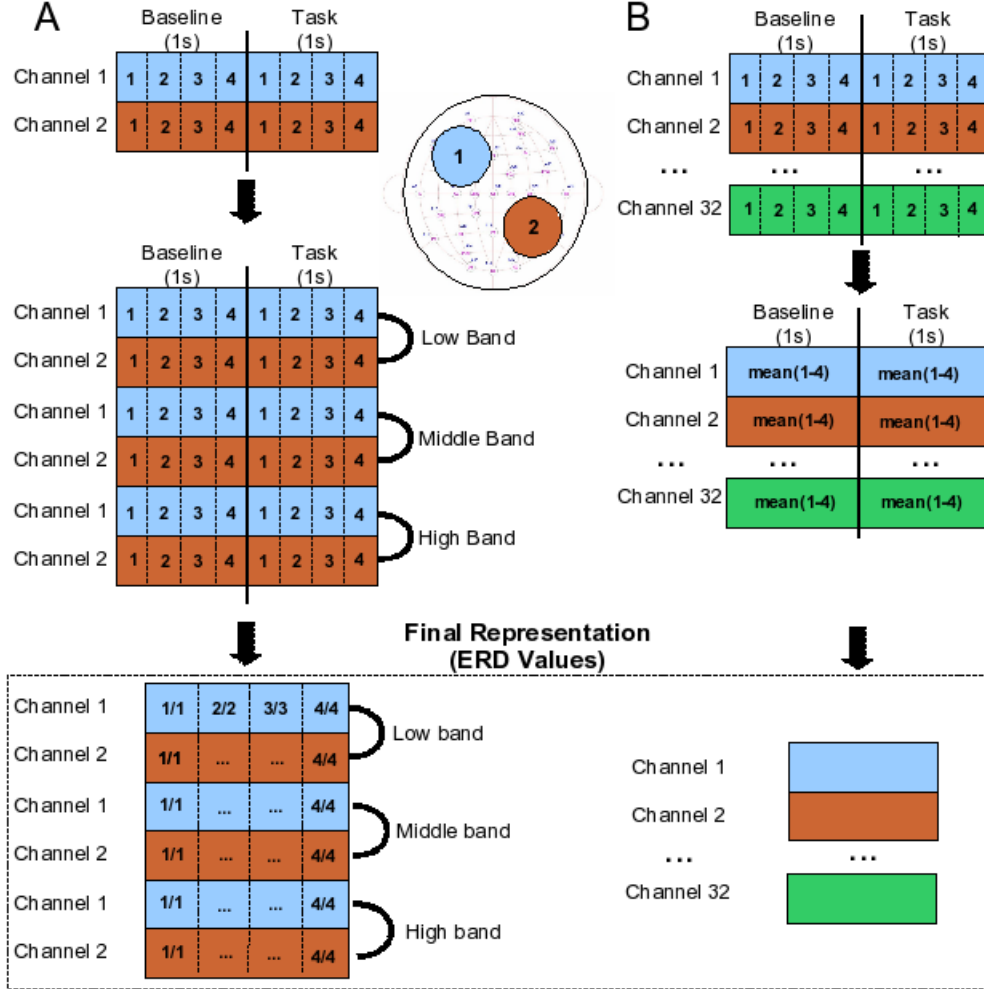 A
Baseline Task
(1s) (1s)
Channel 1 1 2 3 4 1 2 3 4
Channel 2 1 2 3 4 1 2 3 4
1
2
Baseline Task
(1s) (1s)
Channel 1 1 2 3 4 1 2 3 4
Low Band
Channel 2 1 2 3 4 1 2 3 4
Channel 1 1 2 3 4 1 2 3 4
Middle Band
Channel 2 1 2 3 4 1 2 3 4
Channel 1 1 2 3 4 1 2 3 4
High Band
Channel 2 1 2 3 4 1 2 3 4
B
Baseline Task
(1s) (1s)
Channel 1 1 2 3 4 1 2 3 4
Channel 2 1 2 3 4 1 2 3 4
... ... ...
Channel 32 1 2 3 4 1 2 3 4
Baseline Task
(1s) (1s)
Channel 1 mean(1-4) mean(1-4)
Channel 2 mean(1-4) mean(1-4)
... ... ...
Channel 32 mean(1-4) mean(1-4)
Final Representation
(ERD Values)
Channel 1 1/1 2/2 3/3 4/4
Low band
Channel 2 1/1 ... ... 4/4
Channel 1 1/1 ... ... 4/4
Middle band
Channel 2 1/1 ... ... 4/4
Channel 1 1/1 ... ... 4/4
High band
Channel 2 1/1 ... ... 4/4
Channel 1
Channel 2
... ...
Channel 32